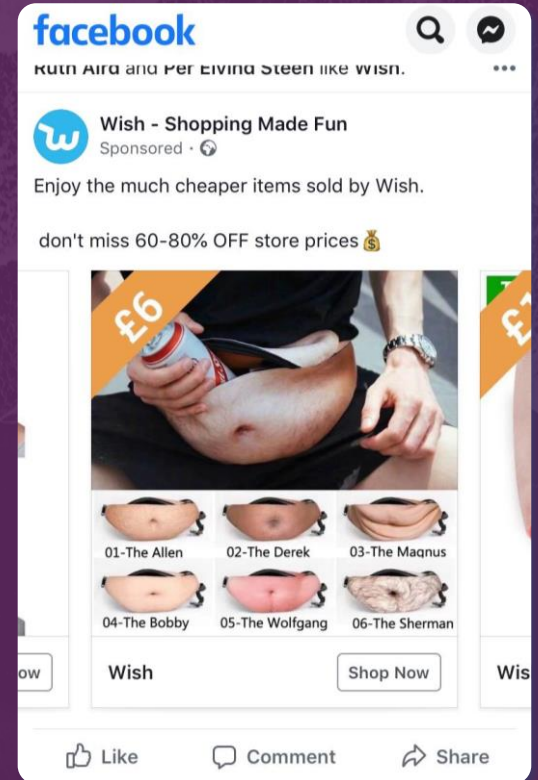 facebook
Ruth Aird and Per Eivind Steen like Wish.
Wish - Shopping Made Fun
Sponsored ·
Enjoy the much cheaper items sold by Wish.
don't miss 60-80% OFF store prices💰
£6
01-The Allen 02-The Derek 03-The Magnus
04-The Bobby 05-The Wolfgang 06-The Sherman
ow
Wish
Shop Now
Wis
Like Comment Share